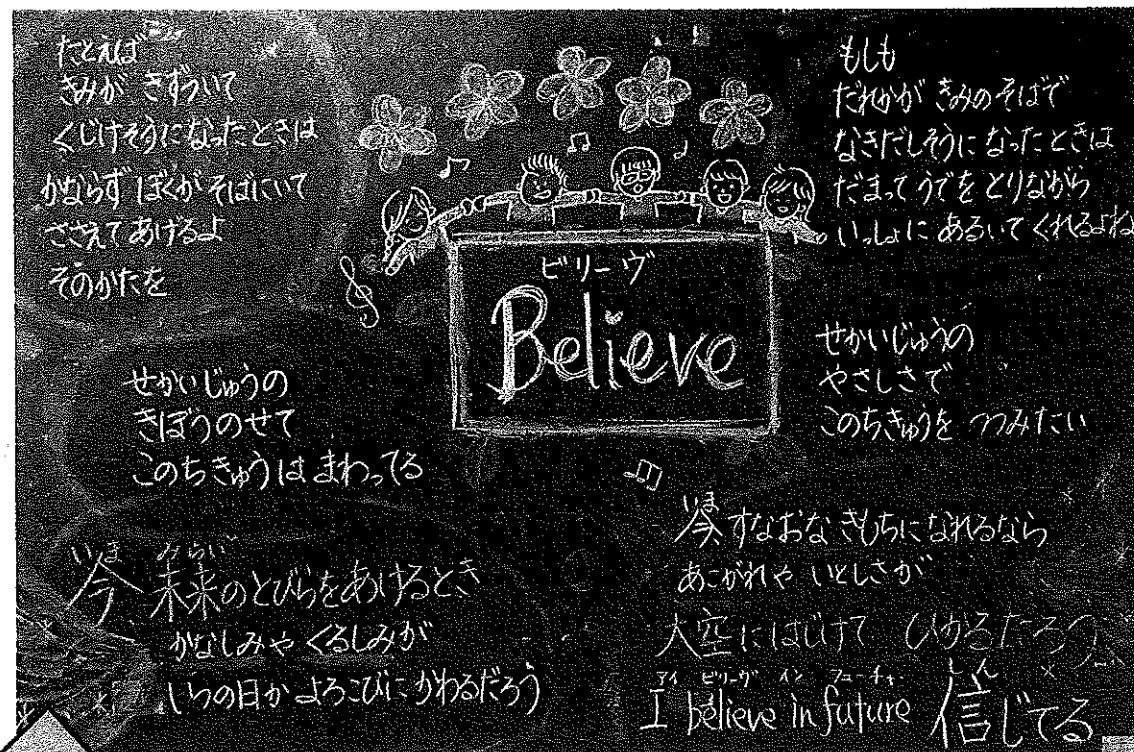 たとえば
きみが きずついて
くじけそうに なったときは
かならず ぼくが そばにいて
ささえてあげるよ
そのかたを
せかいじゅうの
きぼうのせて
このちきゅうは まわってる
いま みらい
今 未来のとびらをあけるとき
かなしみや くるしみが
いつの日か よろこびに かわるだろう
ビリーヴ
Believe
もしも
だれかが きみのそばで
なきだしそうに なったときは
だまって うでを とりながら
いっしょに あるいて くれるよね
せかいじゅうの
やさしさで
このちきゅうを つつみたい
いま
今 すなおな きもちに なれるなら
あこがれや いとしさが
大空に はじけて ひかるだろう
アイ ビリーヴ イン フューチャー しん
I believe in future 信じてる